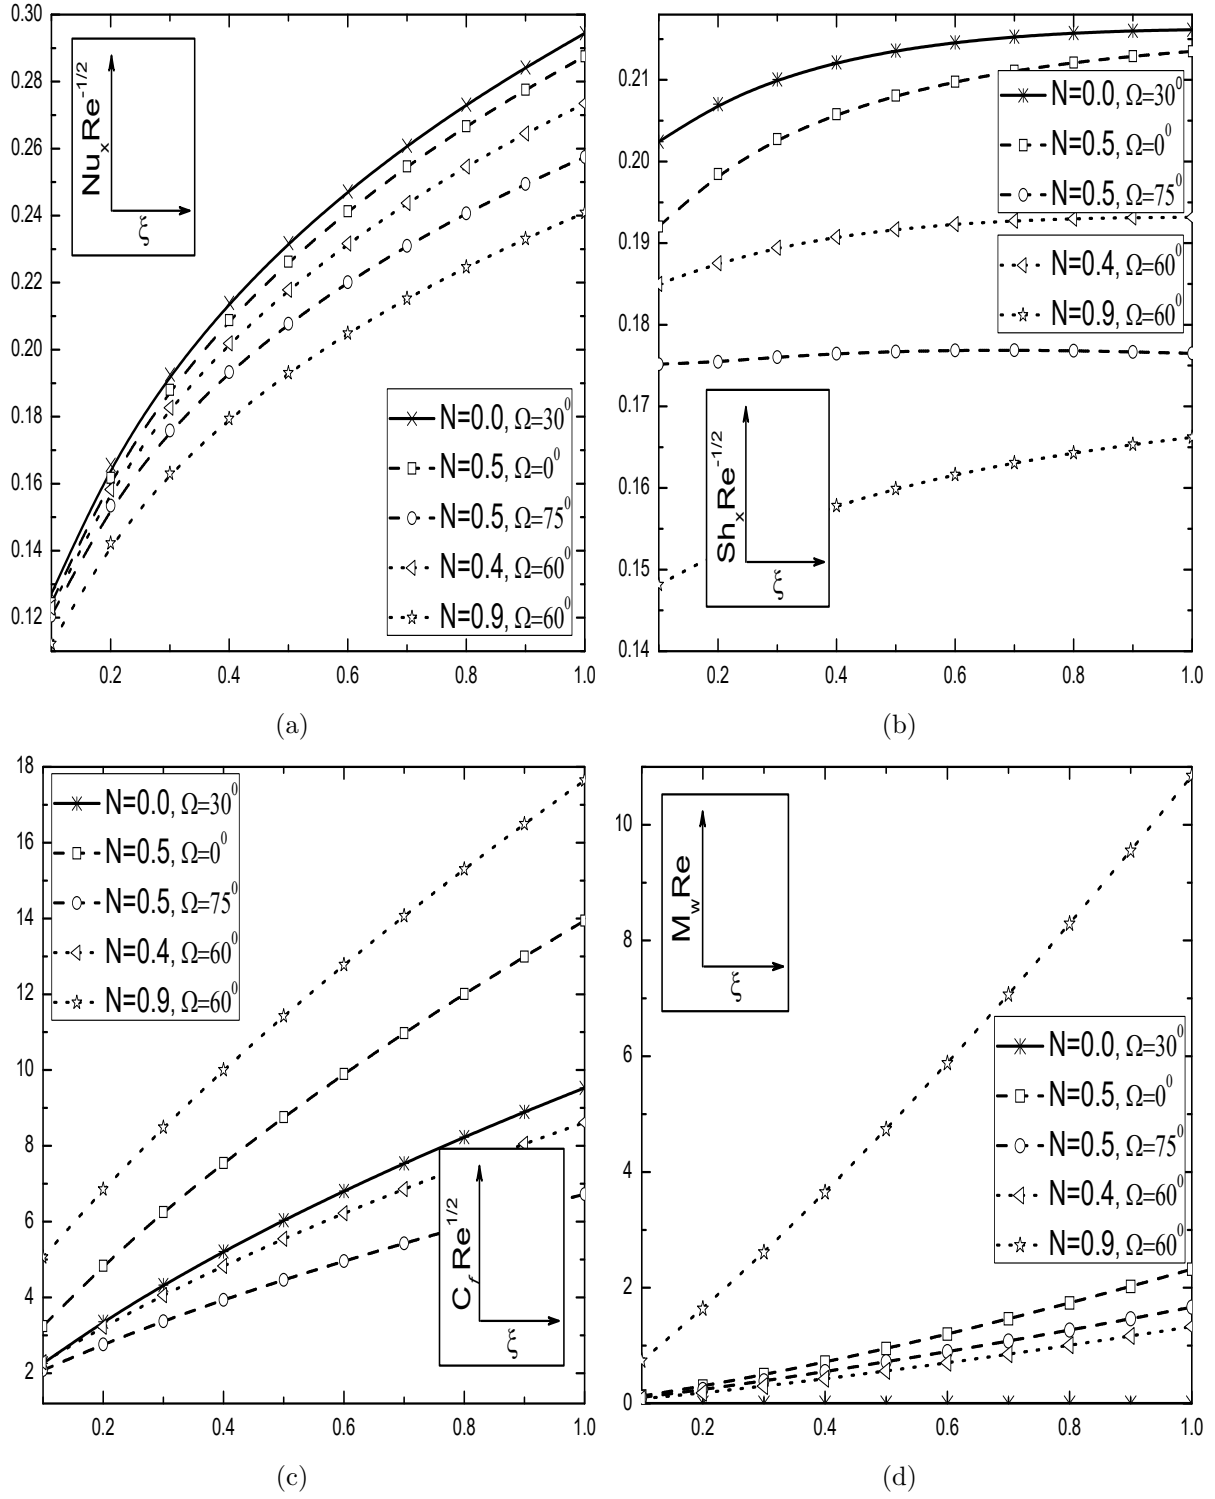 0.30
0.28
0.26
0.24
0.22
0.20
0.18
0.16
0.14
0.12
Nu_x Re^{-1/2}
ξ
N=0.0, Ω=30^0
N=0.5, Ω=0^0
N=0.5, Ω=75^0
N=0.4, Ω=60^0
N=0.9, Ω=60^0
0.2 0.4 0.6 0.8 1.0
(a)
0.21
0.20
0.19
0.18
0.17
0.16
0.15
0.14
N=0.0, Ω=30^0
N=0.5, Ω=0^0
N=0.5, Ω=75^0
N=0.4, Ω=60^0
N=0.9, Ω=60^0
Sh_x Re^{-1/2}
ξ
0.2 0.4 0.6 0.8 1.0
(b)
18
16
14
12
10
8
6
4
2
N=0.0, Ω=30^0
N=0.5, Ω=0^0
N=0.5, Ω=75^0
N=0.4, Ω=60^0
N=0.9, Ω=60^0
C_f Re^{1/2}
ξ
0.2 0.4 0.6 0.8 1.0
(c)
10
8
6
4
2
0
M_w Re
ξ
N=0.0, Ω=30^0
N=0.5, Ω=0^0
N=0.5, Ω=75^0
N=0.4, Ω=60^0
N=0.9, Ω=60^0
0.2 0.4 0.6 0.8 1.0
(d)